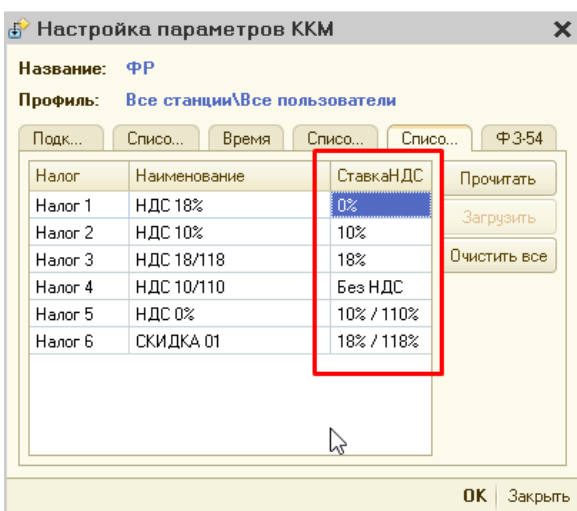 Настройка параметров ККМ
Название: ФР
Профиль: Все станции\Все пользователи
Подк... Списо... Время Списо... Списо... ФЗ-54
Налог Наименование СтавкаНДС Прочитать
Налог 1 НДС 18% 0% Загрузить
Налог 2 НДС 10% 10%
Налог 3 НДС 18/118 18% Очистить все
Налог 4 НДС 10/110 Без НДС
Налог 5 НДС 0% 10% / 110%
Налог 6 СКИДКА 01 18% / 118%
OK Закрыть